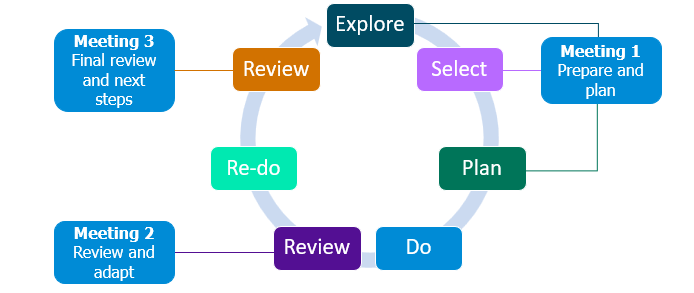 Explore
Select
Meeting 1
Prepare and
plan
Plan
Do
Review
Meeting 2
Review and
adapt
Re-do
Review
Meeting 3
Final review
and next
steps